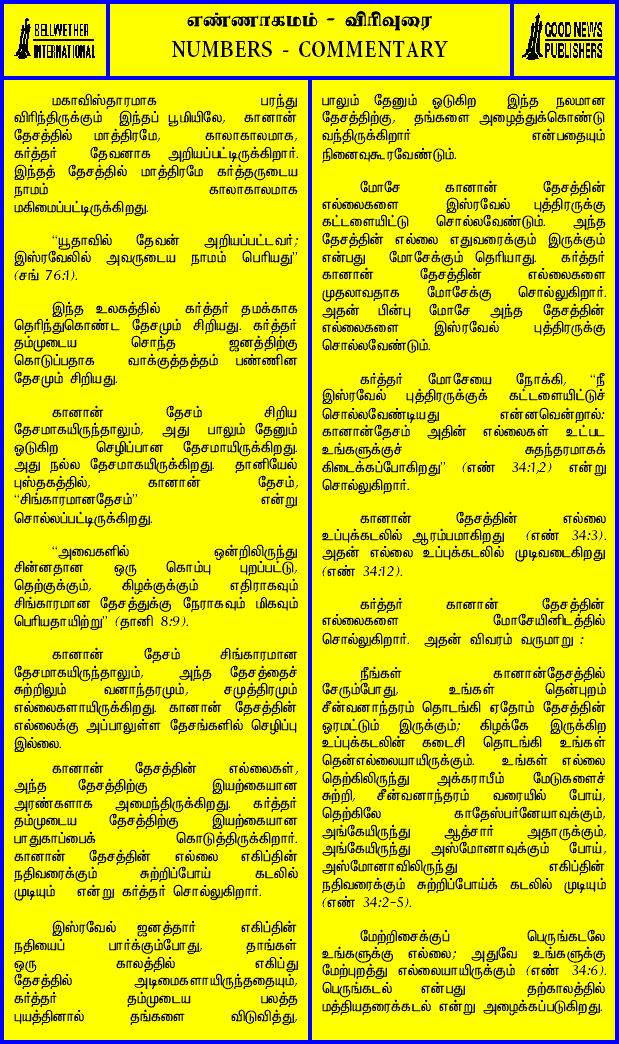 BELLWETHER
INTERNATIONAL
எண்ணாகமம் - விரிவுரை
NUMBERS - COMMENTARY
GOOD NEWS
PUBLISHERS
மகாவிஸ்தாரமாக பரந்து
விரிந்திருக்கும் இந்தப் பூமியிலே, கானான்
தேசத்தில் மாத்திரமே, காலாகாலமாக,
கர்த்தர் தேவனாக அறியப்பட்டிருக்கிறார்.
இந்தத் தேசத்தில் மாத்திரமே கர்த்தருடைய
நாமம் காலாகாலமாக
மகிமைப்பட்டிருக்கிறது.
“யூதாவில் தேவன் அறியப்பட்டவர்;
இஸ்ரவேலில் அவருடைய நாமம் பெரியது”
(சங் 76:1).
இந்த உலகத்தில் கர்த்தர் தமக்காக
தெரிந்துகொண்ட தேசமும் சிறியது. கர்த்தர்
தம்முடைய சொந்த ஜனத்திற்கு
கொடுப்பதாக வாக்குத்தத்தம் பண்ணின
தேசமும் சிறியது.
கானான் தேசம் சிறிய
தேசமாகயிருந்தாலும், அது பாலும் தேனும்
ஓடுகிற செழிப்பான தேசமாயிருக்கிறது.
அது நல்ல தேசமாகயிருக்கிறது. தானியேல்
புஸ்தகத்தில், கானான் தேசம்,
“சிங்காரமானதேசம்” என்று
சொல்லப்பட்டிருக்கிறது.
“அவைகளில் ஒன்றிலிருந்து
சின்னதான ஒரு கொம்பு புறப்பட்டு,
தெற்குக்கும், கிழக்குக்கும் எதிராகவும்
சிங்காரமான தேசத்துக்கு நேராகவும் மிகவும்
பெரியதாயிற்று” (தானி 8:9).
கானான் தேசம் சிங்காரமான
தேசமாகயிருந்தாலும், அந்த தேசத்தைச்
சுற்றிலும் வனாந்தரமும், சமுத்திரமும்
எல்லைகளாயிருக்கிறது. கானான் தேசத்தின்
எல்லைக்கு அப்பாலுள்ள தேசங்களில் செழிப்பு
இல்லை.
கானான் தேசத்தின் எல்லைகள்,
அந்த தேசத்திற்கு இயற்கையான
அரண்களாக அமைந்திருக்கிறது. கர்த்தர்
தம்முடைய தேசத்திற்கு இயற்கையான
பாதுகாப்பைக் கொடுத்திருக்கிறார்.
கானான் தேசத்தின் எல்லை எகிப்தின்
நதிவரைக்கும் சுற்றிப்போய் கடலில்
முடியும் என்று கர்த்தர் சொல்லுகிறார்.
இஸ்ரவேல் ஜனத்தார் எகிப்தின்
நதியைப் பார்க்கும்போது, தாங்கள்
ஒரு காலத்தில் எகிப்து
தேசத்தில் அடிமைகளாயிருந்ததையும்,
கர்த்தர் தம்முடைய பலத்த
புயத்தினால் தங்களை விடுவித்து,
பாலும் தேனும் ஓடுகிற இந்த நலமான
தேசத்திற்கு, தங்களை அழைத்துக்கொண்டு
வந்திருக்கிறார் என்பதையும்
நினைவுகூரவேண்டும்.
மோசே கானான் தேசத்தின்
எல்லைகளை இஸ்ரவேல் புத்திரருக்கு
கட்டளையிட்டு சொல்லவேண்டும். அந்த
தேசத்தின் எல்லை எதுவரைக்கும் இருக்கும்
என்பது மோசேக்கும் தெரியாது. கர்த்தர்
கானான் தேசத்தின் எல்லைகளை
முதலாவதாக மோசேக்கு சொல்லுகிறார்.
அதன் பின்பு மோசே அந்த தேசத்தின்
எல்லைகளை இஸ்ரவேல் புத்திரருக்கு
சொல்லவேண்டும்.
கர்த்தர் மோசேயை நோக்கி, “நீ
இஸ்ரவேல் புத்திரருக்குக் கட்டளையிட்டுச்
சொல்லவேண்டியது என்னவென்றால்:
கானான்தேசம் அதின் எல்லைகள் உட்பட
உங்களுக்குச் சுதந்தரமாகக்
கிடைக்கப்போகிறது” (எண் 34:1,2) என்று
சொல்லுகிறார்.
கானான் தேசத்தின் எல்லை
உப்புக்கடலில் ஆரம்பமாகிறது (எண் 34:3).
அதன் எல்லை உப்புக்கடலில் முடிவடைகிறது
(எண் 34:12).
கர்த்தர் கானான் தேசத்தின்
எல்லைகளை மோசேயினிடத்தில்
சொல்லுகிறார். அதன் விவரம் வருமாறு :
நீங்கள் கானான்தேசத்தில்
சேரும்போது, உங்கள் தென்புறம்
சீன்வனாந்தரம் தொடங்கி ஏதோம் தேசத்தின்
ஓரமட்டும் இருக்கும்; கிழக்கே இருக்கிற
உப்புக்கடலின் கடைசி தொடங்கி உங்கள்
தென்எல்லையாயிருக்கும். உங்கள் எல்லை
தெற்கிலிருந்து அக்கராபீம் மேடுகளைச்
சுற்றி, சீன்வனாந்தரம் வரையில் போய்,
தெற்கிலே காதேஸ்பர்னேயாவுக்கும்,
அங்கேயிருந்து ஆத்சார் அதாருக்கும்,
அங்கேயிருந்து அஸ்மோனாவுக்கும் போய்,
அஸ்மோனாவிலிருந்து எகிப்தின்
நதிவரைக்கும் சுற்றிப்போய்க் கடலில் முடியும்
(எண் 34:2-5).
மேற்றிசைக்குப் பெருங்கடலே
உங்களுக்கு எல்லை; அதுவே உங்களுக்கு
மேற்புறத்து எல்லையாயிருக்கும் (எண் 34:6).
பெருங்கடல் என்பது தற்காலத்தில்
மத்தியதரைக்கடல் என்று அழைக்கப்படுகிறது.